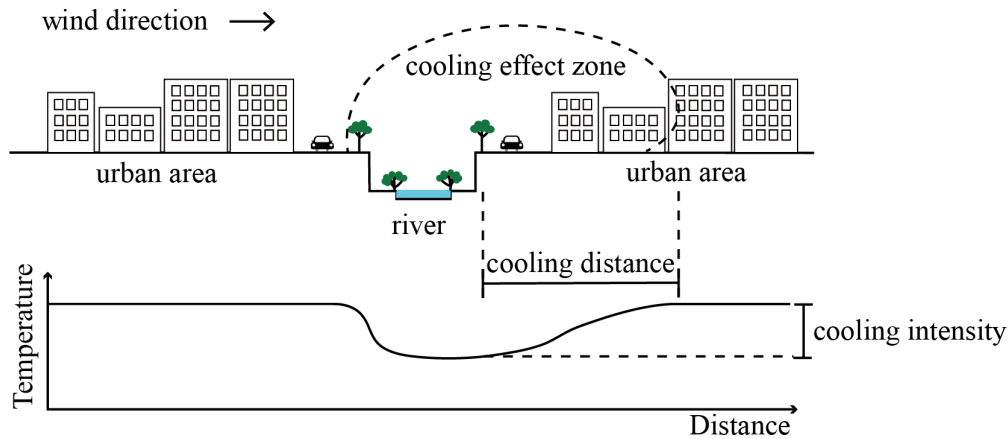 wind direction
cooling effect zone
urban area
urban area
river
cooling distance
Temperature
cooling intensity
Distance